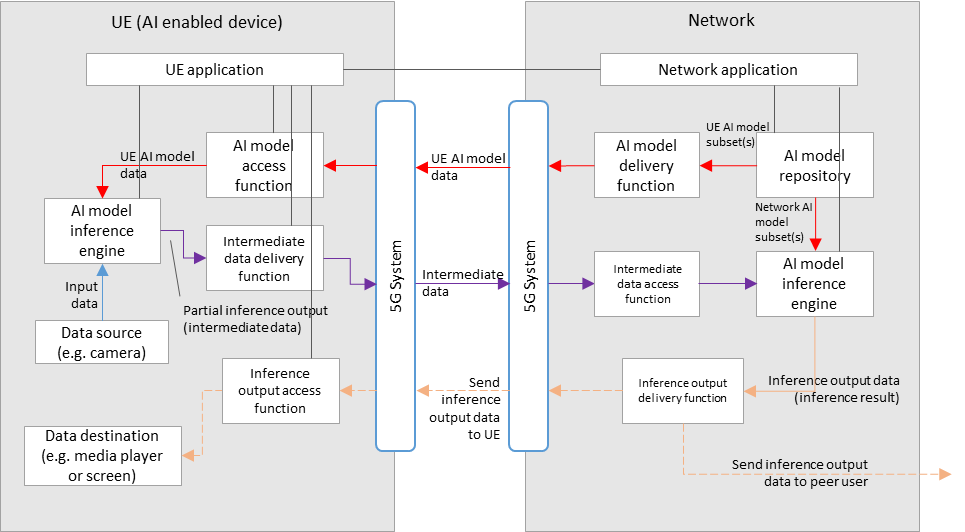 UE (AI enabled device)
Network
UE application
Network application
UE AI model
data
AI model
access
function
UE AI model
data
AI model
delivery
function
UE AI model
subset(s)
AI model
repository
AI model
inference
engine
Network AI
model
subset(s)
Intermediate
data delivery
function
5G System
Intermediate
data
5G System
Intermediate
data access
function
AI model
inference
engine
Input
data
Partial inference output
(intermediate data)
Data source
(e.g. camera)
Inference
output access
function
Send
inference
output data
to UE
Inference output
delivery function
Inference output data
(inference result)
Data destination
(e.g. media player
or screen)
Send inference output
data to peer user